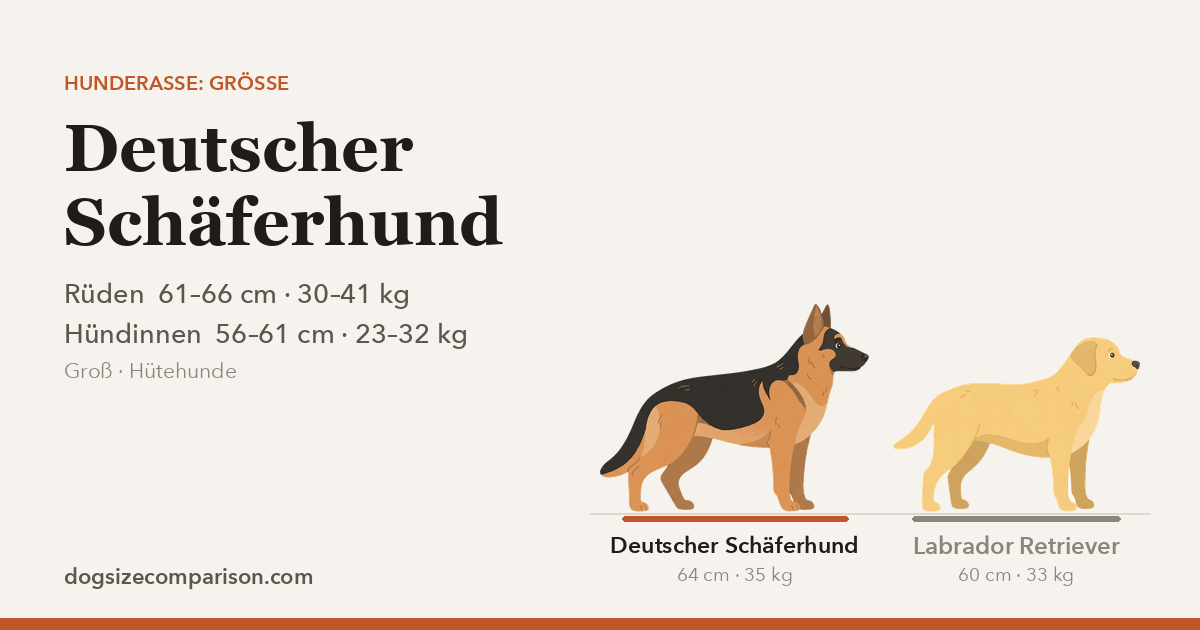 HUNDERASSE: GRÖSSE
Deutscher
Schäferhund
Rüden 61–66 cm · 30–41 kg
Hündinnen 56–61 cm · 23–32 kg
Groß · Hütehunde
Deutscher Schäferhund
64 cm · 35 kg
Labrador Retriever
60 cm · 33 kg
dogsizecomparison.com